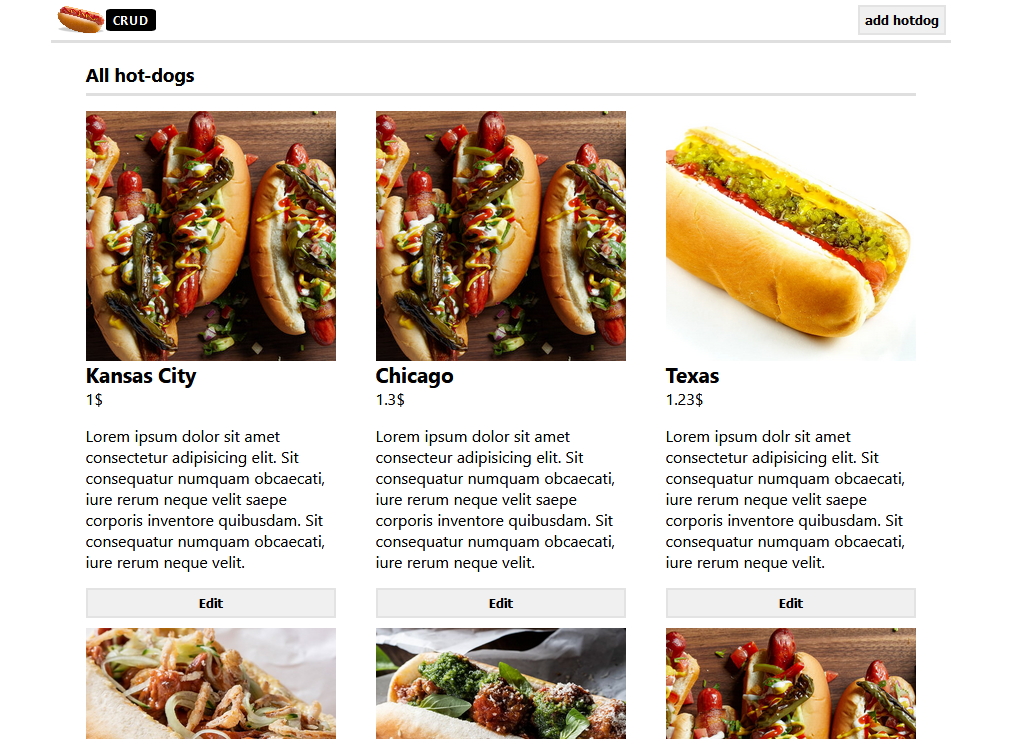 CRUD
add hotdog
All hot-dogs
Kansas City
1$
Lorem ipsum dolor sit amet
consectetur adipisicing elit. Sit
consequatur numquam obcaecati,
iure rerum neque velit saepe
corporis inventore quibusdam. Sit
consequatur numquam obcaecati,
iure rerum neque velit.
Edit
Chicago
1.3$
Lorem ipsum dolor sit amet
consecteur adipisicing elit. Sit
consequatur numquam obcaecati,
iure rerum neque velit saepe
corporis inventore quibusdam. Sit
consequatur numquam obcaecati,
iure rerum neque velit.
Edit
Texas
1.23$
Lorem ipsum dolr sit amet
consectetur adipisicing elit. Sit
consequatur numquam obcaecati,
iure rerum neque velit saepe
corporis inventore quibusdam. Sit
consequatur numquam obcaecati,
iure rerum neque velit.
Edit